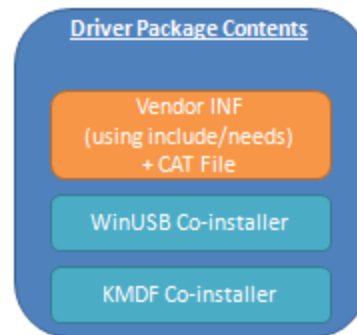 Driver Package Contents
Vendor INF
(using include/needs)
+ CAT File
WinUSB Co-installer
KMDF Co-installer